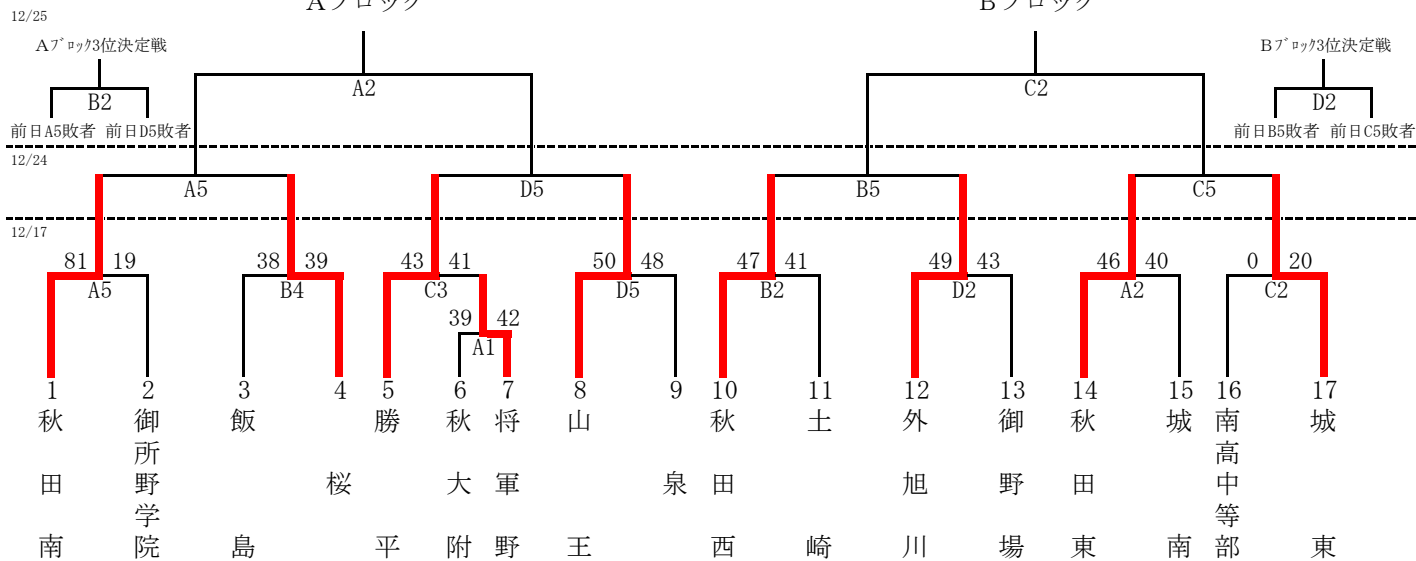 Aブロック Bブロック
12/25
Aブロック3位決定戦 Bブロック3位決定戦
A2 C2
B2 D2
前日A5敗者 前日D5敗者 前日B5敗者 前日C5敗者
12/24
A5 D5 B5 C5
12/17
81 19 38 39 43 41 50 48 47 41 49 43 46 40 0 20
A5 B4 C3 D5 B2 D2 A2 C2
39 42
A1
1 2 3 4 5 6 7 8 9 10 11 12 13 14 15 16 17
秋田南
御所野学院
飯島
桜
勝平
秋大附
将軍野
山王
泉
秋田西
土崎
外旭川
御野場
秋田東
城南
南高中等部
城東